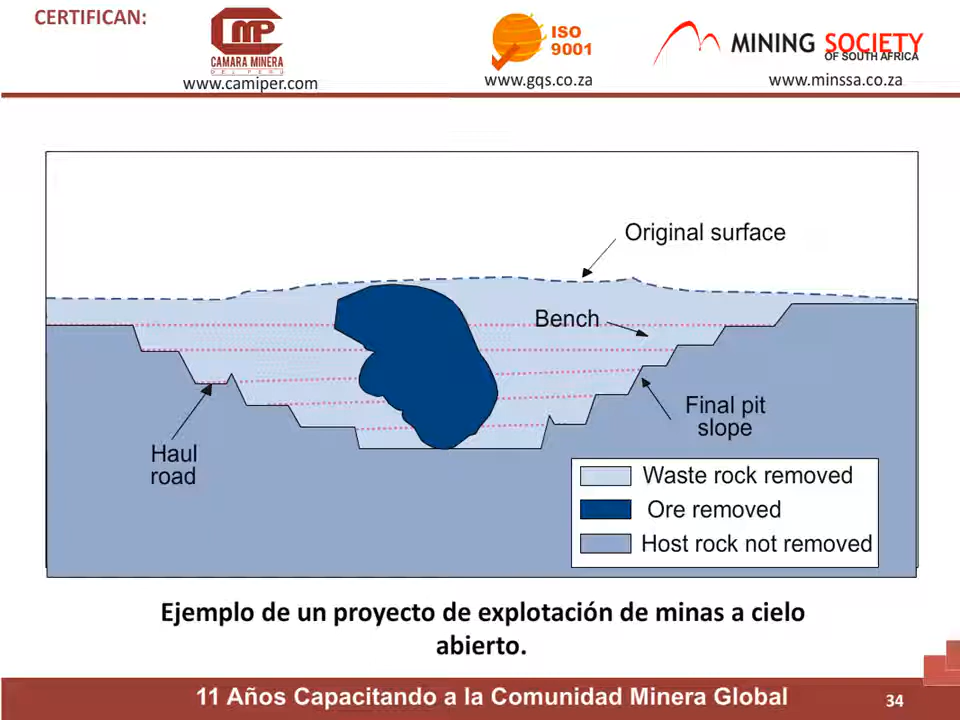 CERTIFICAN:
CMP
CAMARA MINERA
DEL PERU
www.camiper.com
ISO
9001
www.gqs.co.za
MINING SOCIETY
OF SOUTH AFRICA
www.minssa.co.za
Original surface
Bench
Final pit
slope
Haul
road
Waste rock removed
Ore removed
Host rock not removed
Ejemplo de un proyecto de explotación de minas a cielo
abierto.
11 Años Capacitando a la Comunidad Minera Global
34